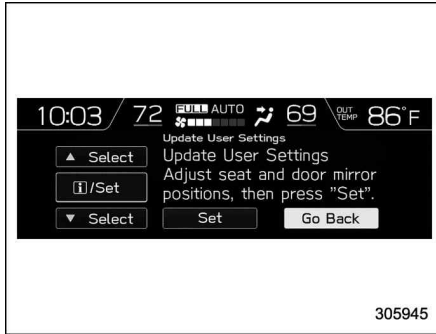 10:03 72 FULL AUTO 69 OUT TEMP 86°F
Update User Settings
▲ Select Update User Settings
Adjust seat and door mirror
i/Set positions, then press "Set".
▼ Select Set Go Back
305945